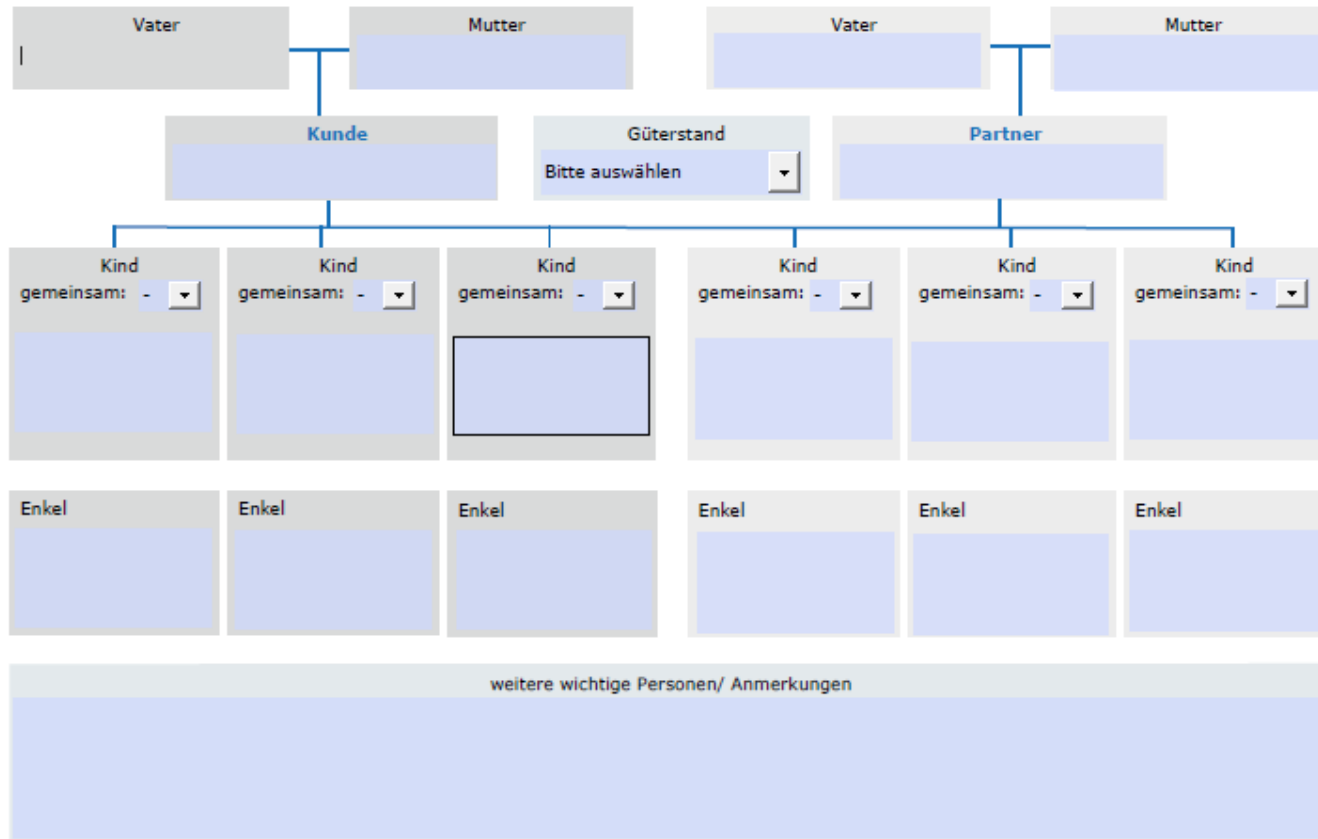 Vater Mutter Vater Mutter
Kunde Güterstand Partner
Bitte auswählen
Kind Kind Kind Kind Kind Kind
gemeinsam: - gemeinsam: - gemeinsam: - gemeinsam: - gemeinsam: - gemeinsam: -
Enkel Enkel Enkel Enkel Enkel Enkel
weitere wichtige Personen/ Anmerkungen